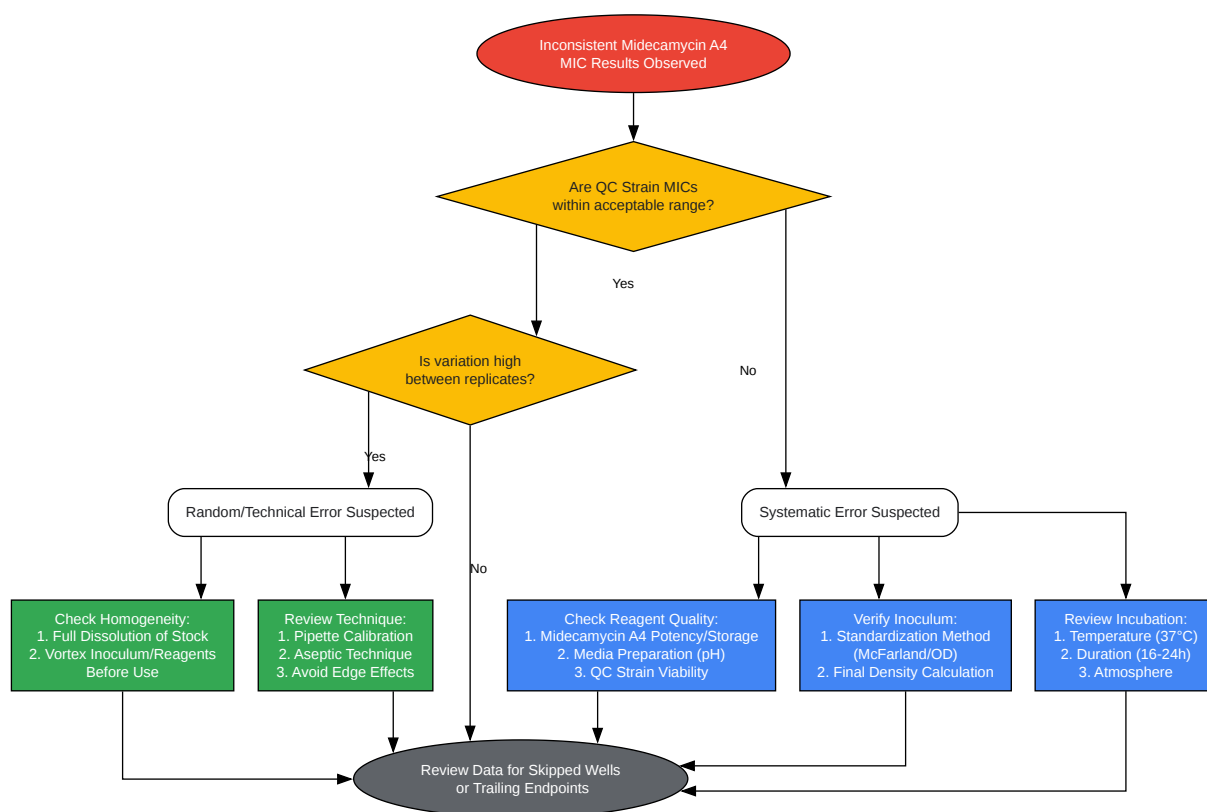 Inconsistent Midecamycin A4
MIC Results Observed
Are QC Strain MICs
within acceptable range?
Yes
Is variation high
between replicates?
No
Yes
Random/Technical Error Suspected
Systematic Error Suspected
No
Check Homogeneity:
1. Full Dissolution of Stock
2. Vortex Inoculum/Reagents
Before Use
Review Technique:
1. Pipette Calibration
2. Aseptic Technique
3. Avoid Edge Effects
Check Reagent Quality:
1. Midecamycin A4 Potency/Storage
2. Media Preparation (pH)
3. QC Strain Viability
Verify Inoculum:
1. Standardization Method
(McFarland/OD)
2. Final Density Calculation
Review Incubation:
1. Temperature (37°C)
2. Duration (16-24h)
3. Atmosphere
Review Data for Skipped Wells
or Trailing Endpoints